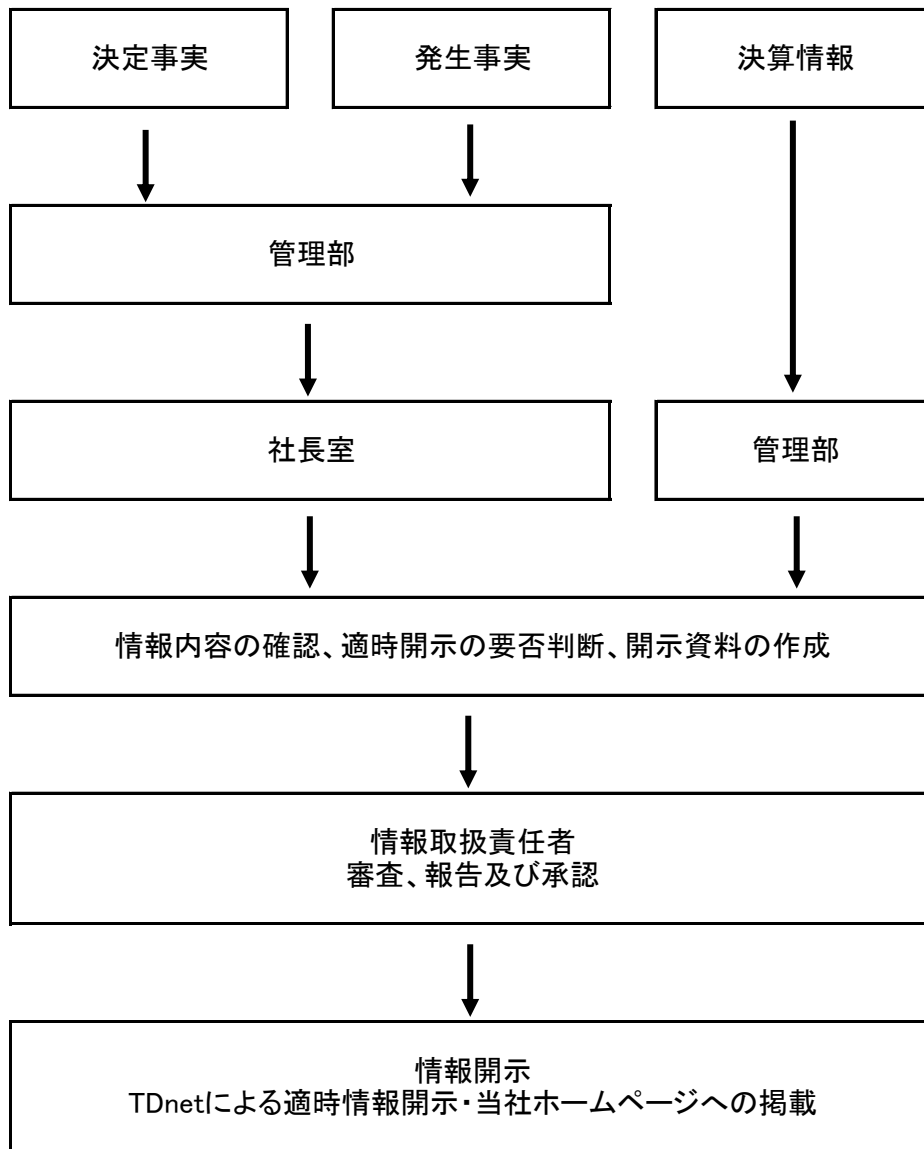 決定事実
発生事実
決算情報
管理部
社長室
管理部
情報内容の確認、適時開示の要否判断、開示資料の作成
情報取扱責任者
審査、報告及び承認
情報開示
TDnetによる適時情報開示・当社ホームページへの掲載